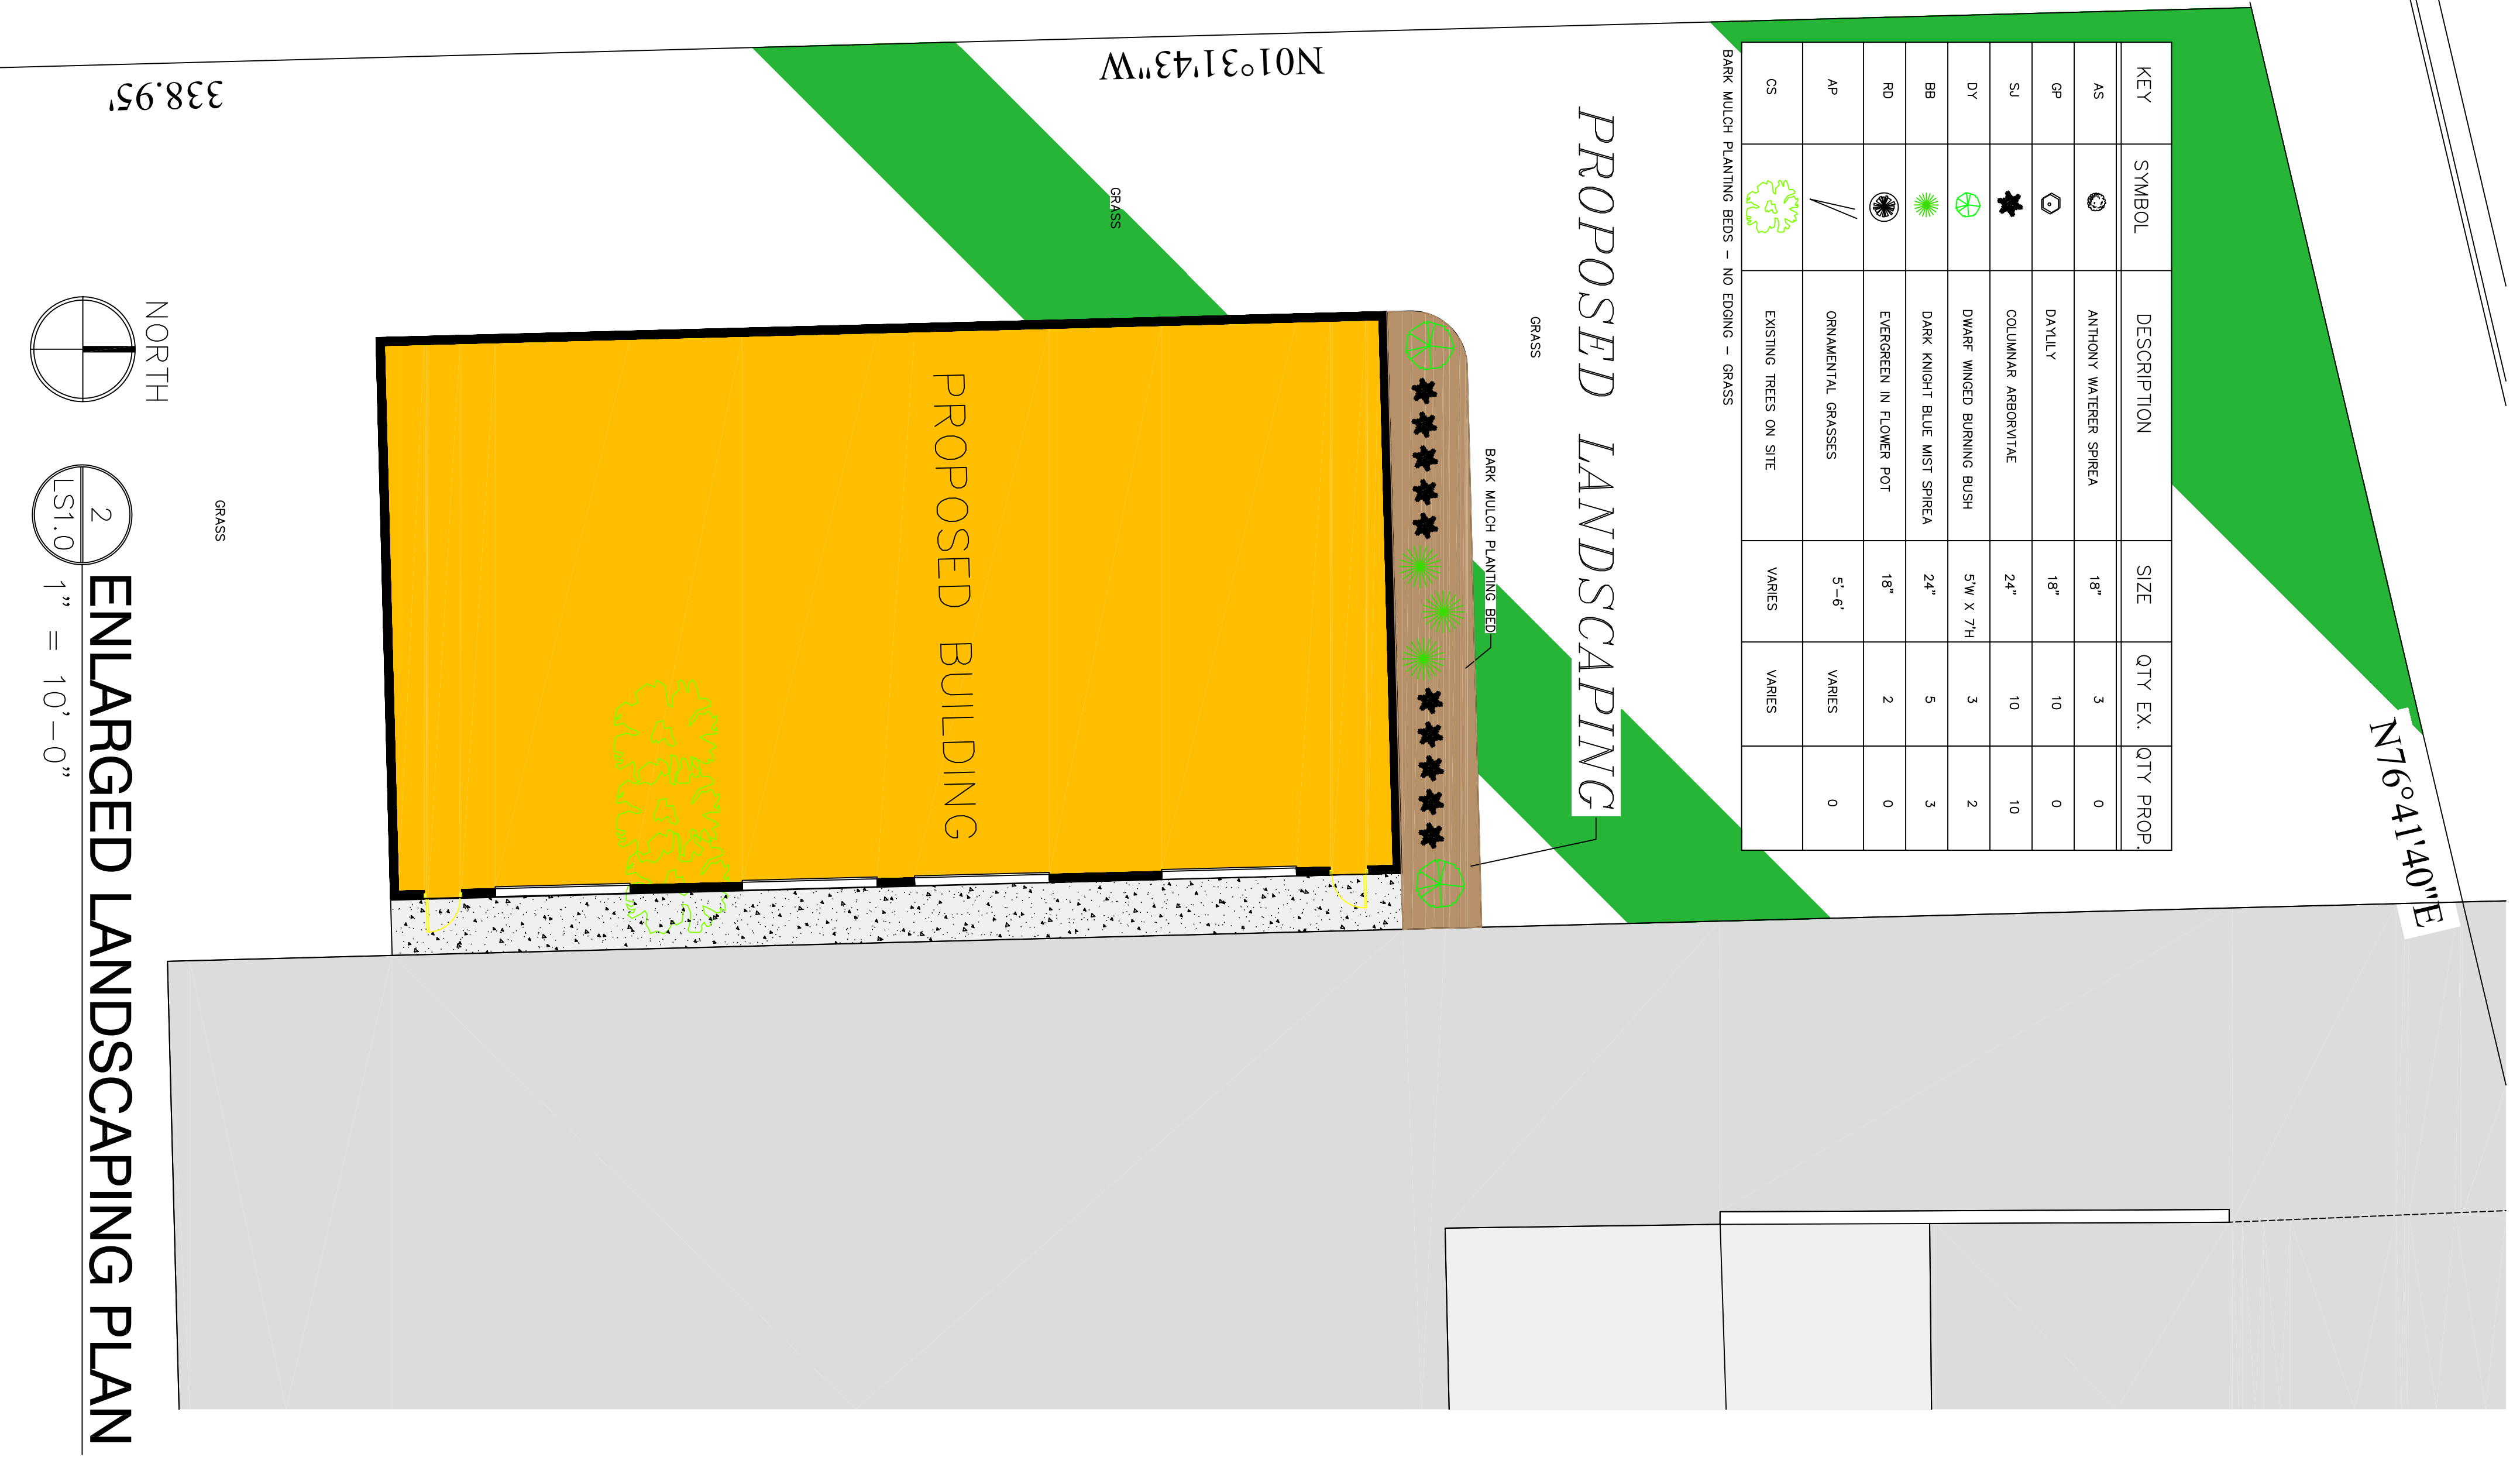 KEY SYMBOL DESCRIPTION SIZE QTY EX. QTY PROP.
AS ANTHONY WATERER SPIREA 18" 3 0
GP DAYLILY 18" 10 0
SJ COLUMNAR ARBORVITAE 24" 10 10
DY DWARF WINGED BURNING BUSH 5'W X 7'H 3 2
BB DARK KNIGHT BLUE MIST SPIREA 24" 5 3
RD EVERGREEN IN FLOWER POT 18" 2 0
AP ORNAMENTAL GRASSES 5'-6' VARIES 0
CS EXISTING TREES ON SITE VARIES VARIES
BARK MULCH PLANTING BEDS - NO EDGING - GRASS
N76°41'40"E
PROPOSED LANDSCAPING
GRASS
BARK MULCH PLANTING BED
N01°31'43"W
GRASS
PROPOSED BUILDING
338.95'
GRASS
NORTH
2
LS1.0
ENLARGED LANDSCAPING PLAN
1" = 10'-0"